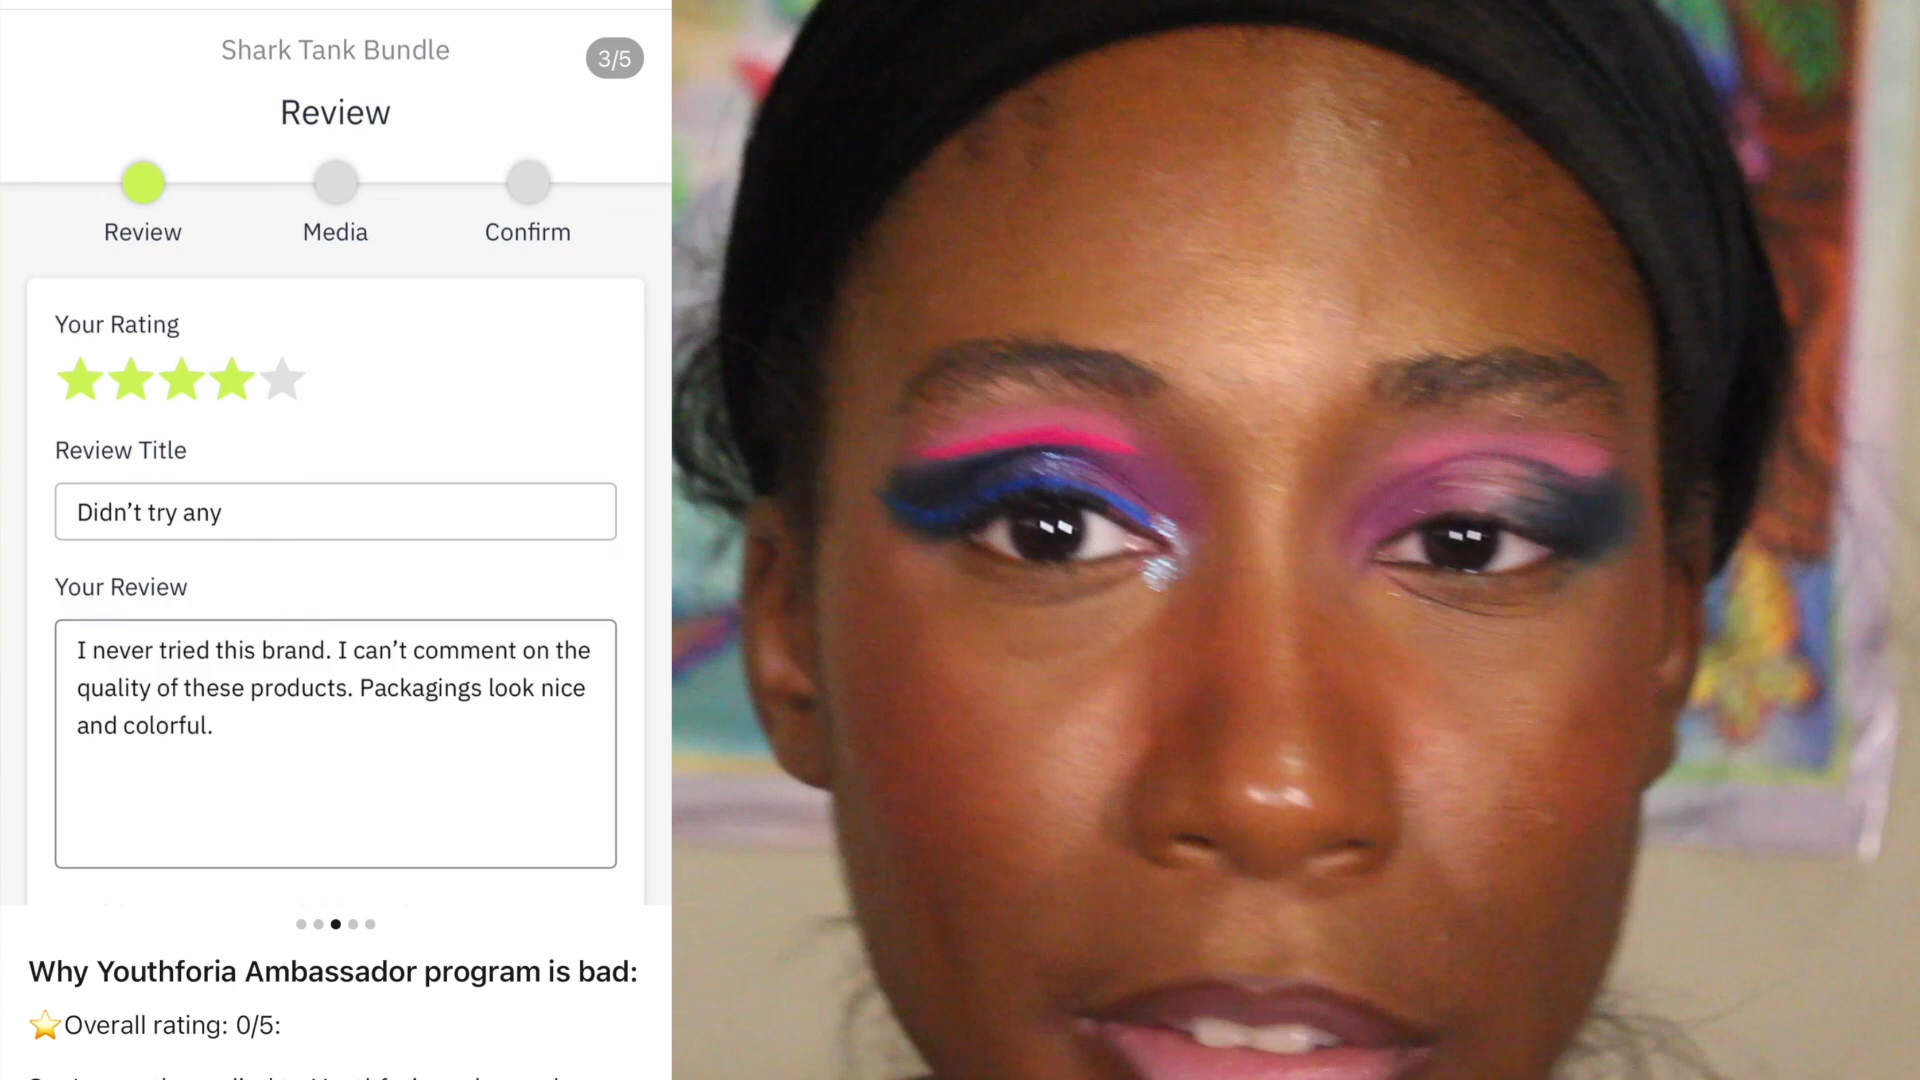 Shark Tank Bundle
3/5
Review
Review
Media
Confirm
Your Rating
Review Title
Didn’t try any
Your Review
I never tried this brand. I can’t comment on the
quality of these products. Packagings look nice
and colorful.
Why Youthforia Ambassador program is bad:
⭐Overall rating: 0/5: